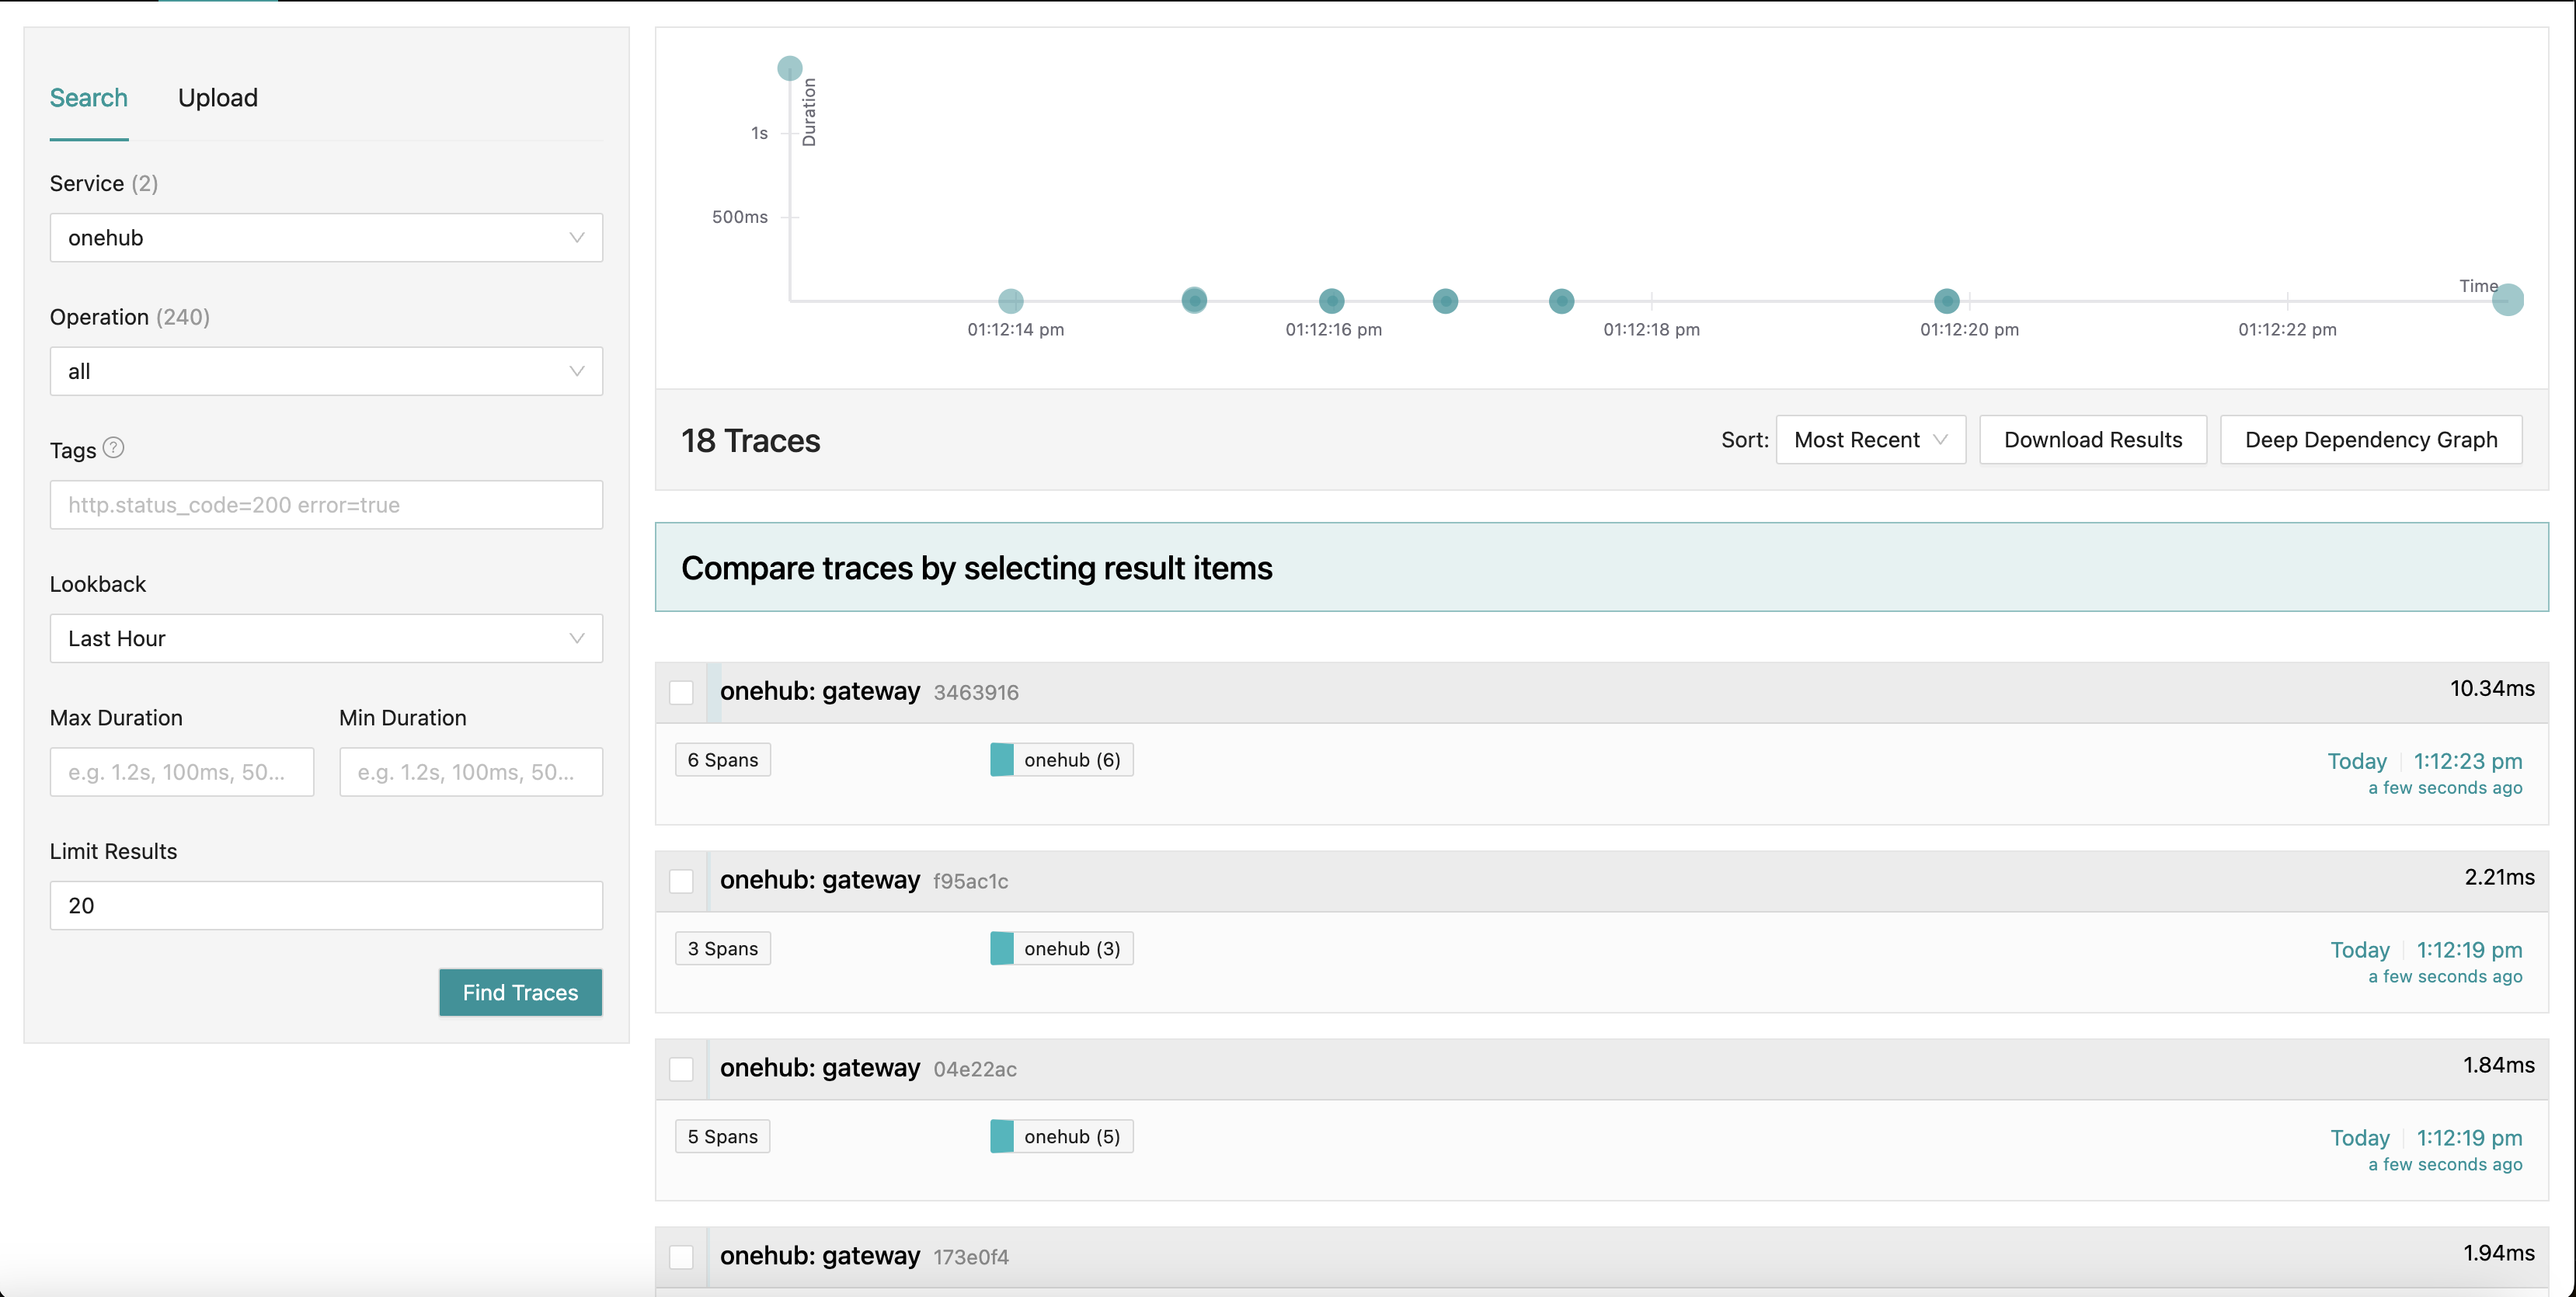 Search Upload
Service (2)
onehub
Operation (240)
all
Tags ?
http.status_code=200 error=true
Lookback
Last Hour
Max Duration Min Duration
e.g. 1.2s, 100ms, 50... e.g. 1.2s, 100ms, 50...
Limit Results
20
Find Traces
Duration
1s
500ms
Time
01:12:14 pm 01:12:16 pm 01:12:18 pm 01:12:20 pm 01:12:22 pm
18 Traces Sort: Most Recent Download Results Deep Dependency Graph
Compare traces by selecting result items
onehub: gateway 3463916 10.34ms
6 Spans onehub (6) Today 1:12:23 pm
a few seconds ago
onehub: gateway f95ac1c 2.21ms
3 Spans onehub (3) Today 1:12:19 pm
a few seconds ago
onehub: gateway 04e22ac 1.84ms
5 Spans onehub (5) Today 1:12:19 pm
a few seconds ago
onehub: gateway 173e0f4 1.94ms